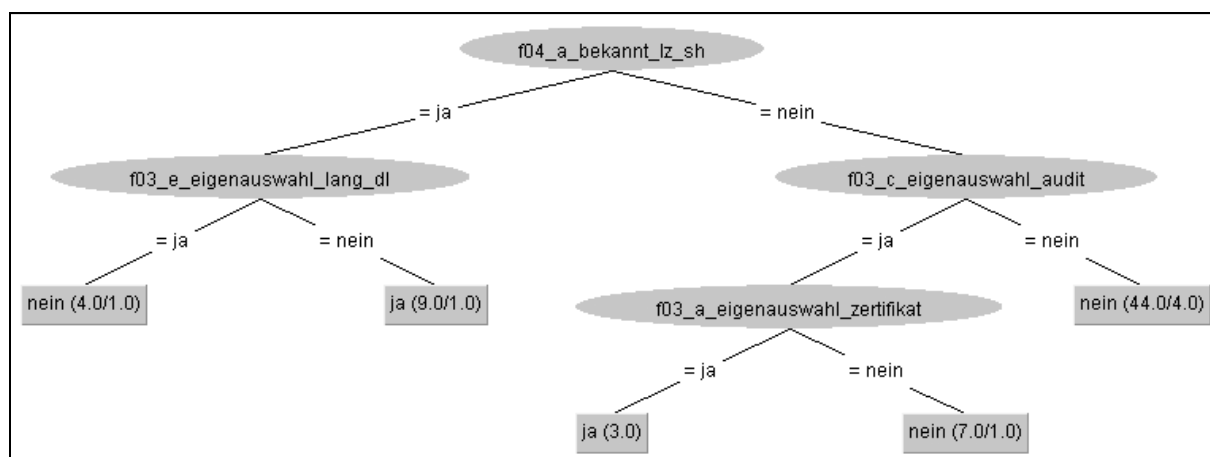 f04_a_bekannt_lz_sh
= ja
= nein
f03_e_eigenauswahl_lang_dl
f03_c_eigenauswahl_audit
= ja
= nein
= ja
= nein
nein (4.0/1.0)
ja (9.0/1.0)
f03_a_eigenauswahl_zertifikat
nein (44.0/4.0)
= ja
= nein
ja (3.0)
nein (7.0/1.0)